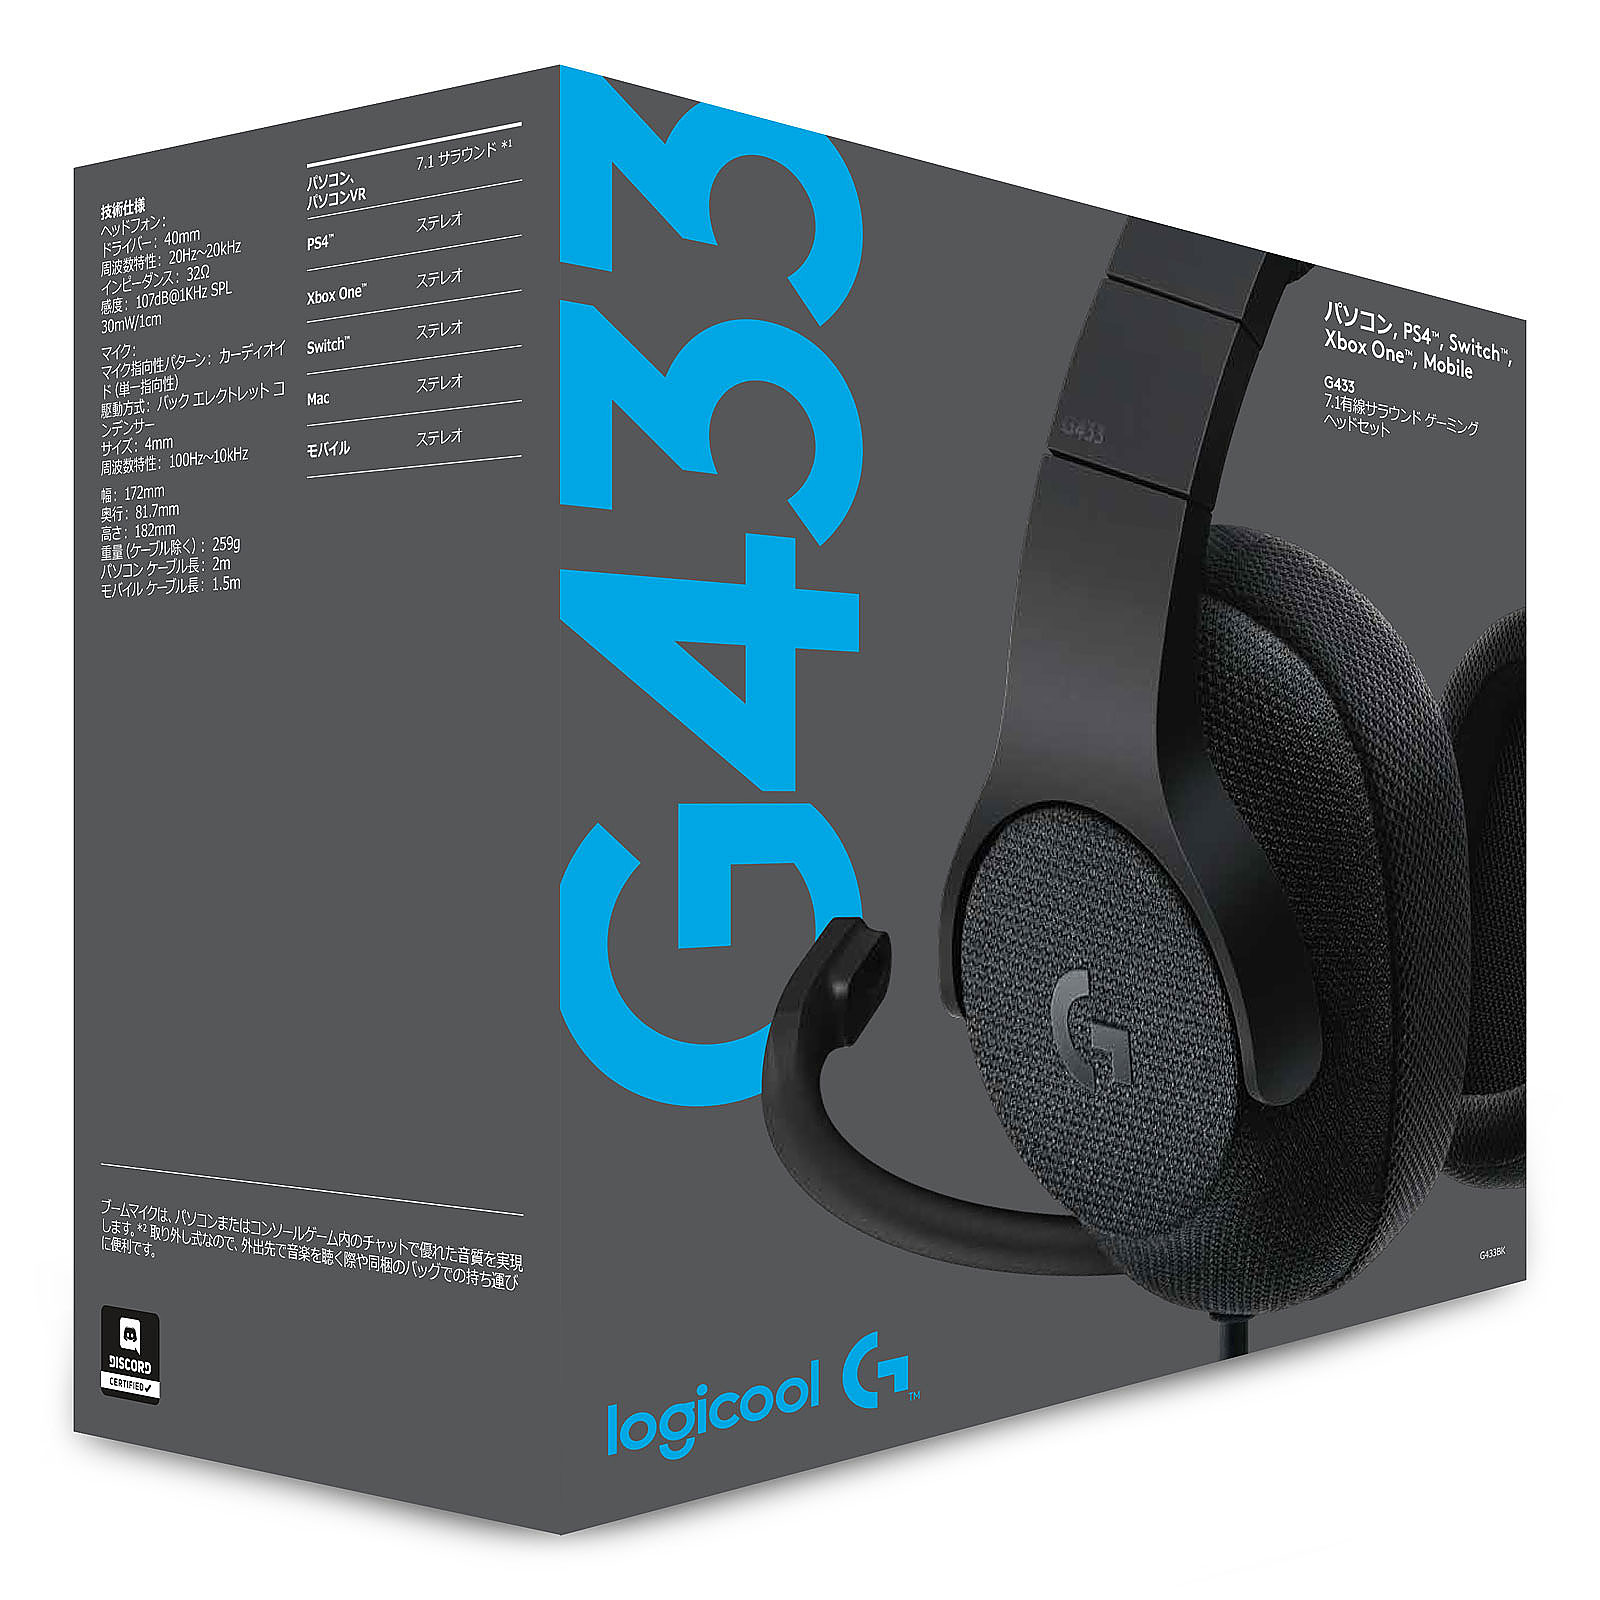 技術仕様
ヘッドフォン：
ドライバー： 40mm
周波数特性： 20Hz～20kHz
インピーダンス： 32Ω
感度： 107dB@1KHz SPL
30mW/1cm
マイク：
マイク指向性パターン： カーディオイ
ド (単一指向性)
駆動方式： バック エレクトレット コ
ンデンサー
サイズ： 4mm
周波数特性： 100Hz～10kHz
幅： 172mm
奥行： 81.7mm
高さ： 182mm
重量 (ケーブル除く) ： 259g
パソコン ケーブル長： 2m
モバイル ケーブル長： 1.5m
パソコン、
パソコンVR 7.1 サラウンド *1
PS4™ ステレオ
Xbox One™ ステレオ
Switch™ ステレオ
Mac ステレオ
モバイル ステレオ
ブームマイクは、パソコンまたはコンソールゲーム内のチャットで優れた音質を実現
します。*2 取り外し式なので、外出先で音楽を聴く際や同梱のバッグでの持ち運び
に便利です。
DISCORD
CERTIFIED✓
G433
パソコン, PS4™, Switch™,
Xbox One™, Mobile
G433
7.1有線サラウンド ゲーミング
ヘッドセット
G433
G433BK
logicool G™